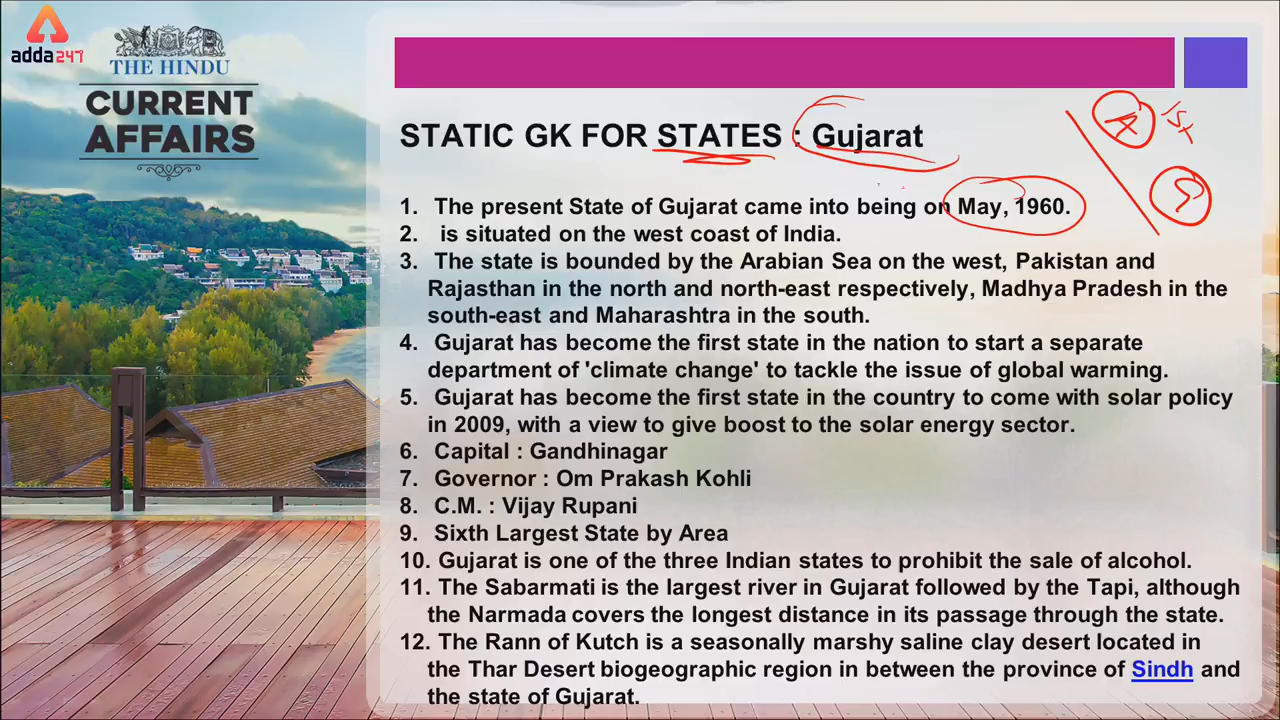 adda247
THE HINDU
CURRENT
AFFAIRS
STATIC GK FOR STATES : Gujarat
1. The present State of Gujarat came into being on May, 1960.
2. is situated on the west coast of India.
3. The state is bounded by the Arabian Sea on the west, Pakistan and
Rajasthan in the north and north-east respectively, Madhya Pradesh in the
south-east and Maharashtra in the south.
4. Gujarat has become the first state in the nation to start a separate
department of 'climate change' to tackle the issue of global warming.
5. Gujarat has become the first state in the country to come with solar policy
in 2009, with a view to give boost to the solar energy sector.
6. Capital : Gandhinagar
7. Governor : Om Prakash Kohli
8. C.M. : Vijay Rupani
9. Sixth Largest State by Area
10. Gujarat is one of the three Indian states to prohibit the sale of alcohol.
11. The Sabarmati is the largest river in Gujarat followed by the Tapi, although
the Narmada covers the longest distance in its passage through the state.
12. The Rann of Kutch is a seasonally marshy saline clay desert located in
the Thar Desert biogeographic region in between the province of Sindh and
the state of Gujarat.